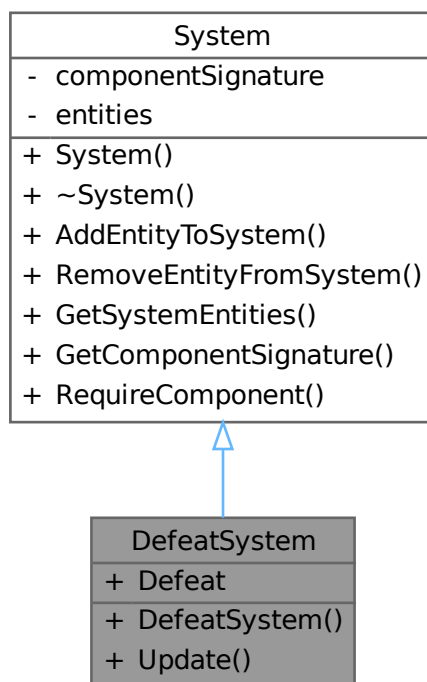 System
- componentSignature
- entities
+ System()
+ ~System()
+ AddEntityToSystem()
+ RemoveEntityFromSystem()
+ GetSystemEntities()
+ GetComponentSignature()
+ RequireComponent()
DefeatSystem
+ Defeat
+ DefeatSystem()
+ Update()